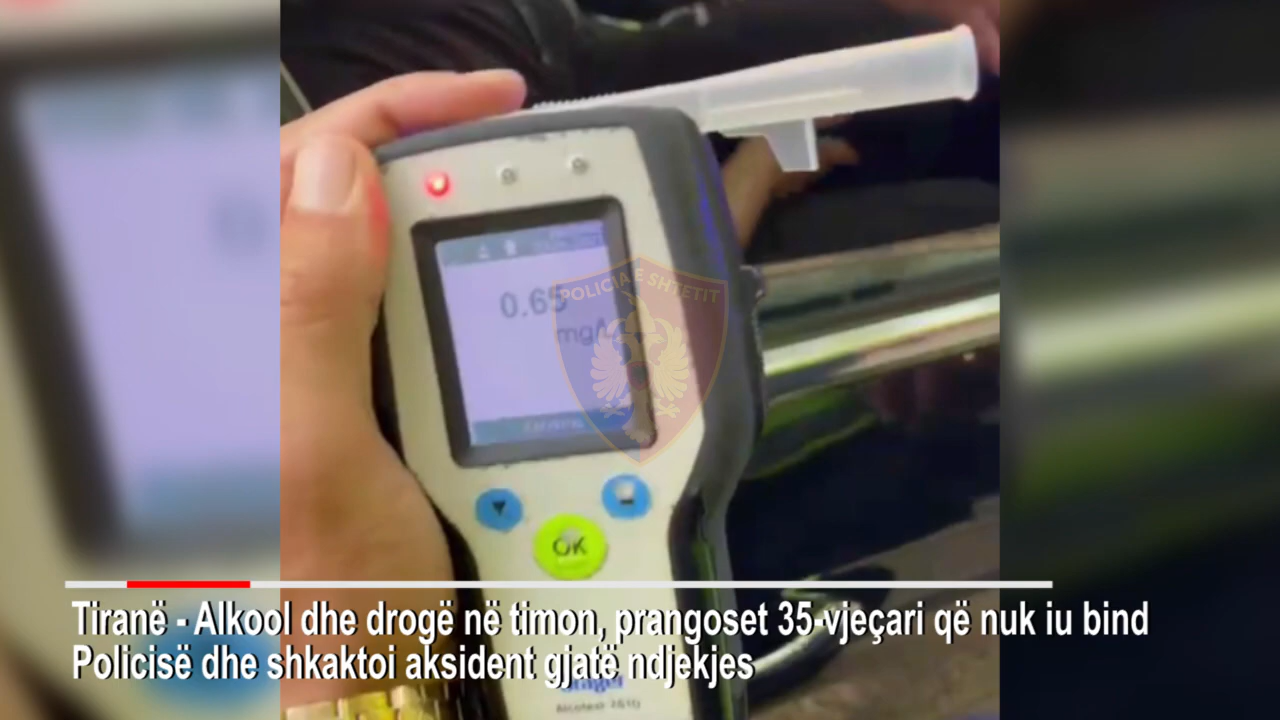 POLICIA E SHTETIT
0.65
mg/l
OK
Tiranë - Alkool dhe drogë në timon, prangoset 35-vjeçari që nuk iu bind
Policisë dhe shkaktoi aksident gjatë ndjekjes